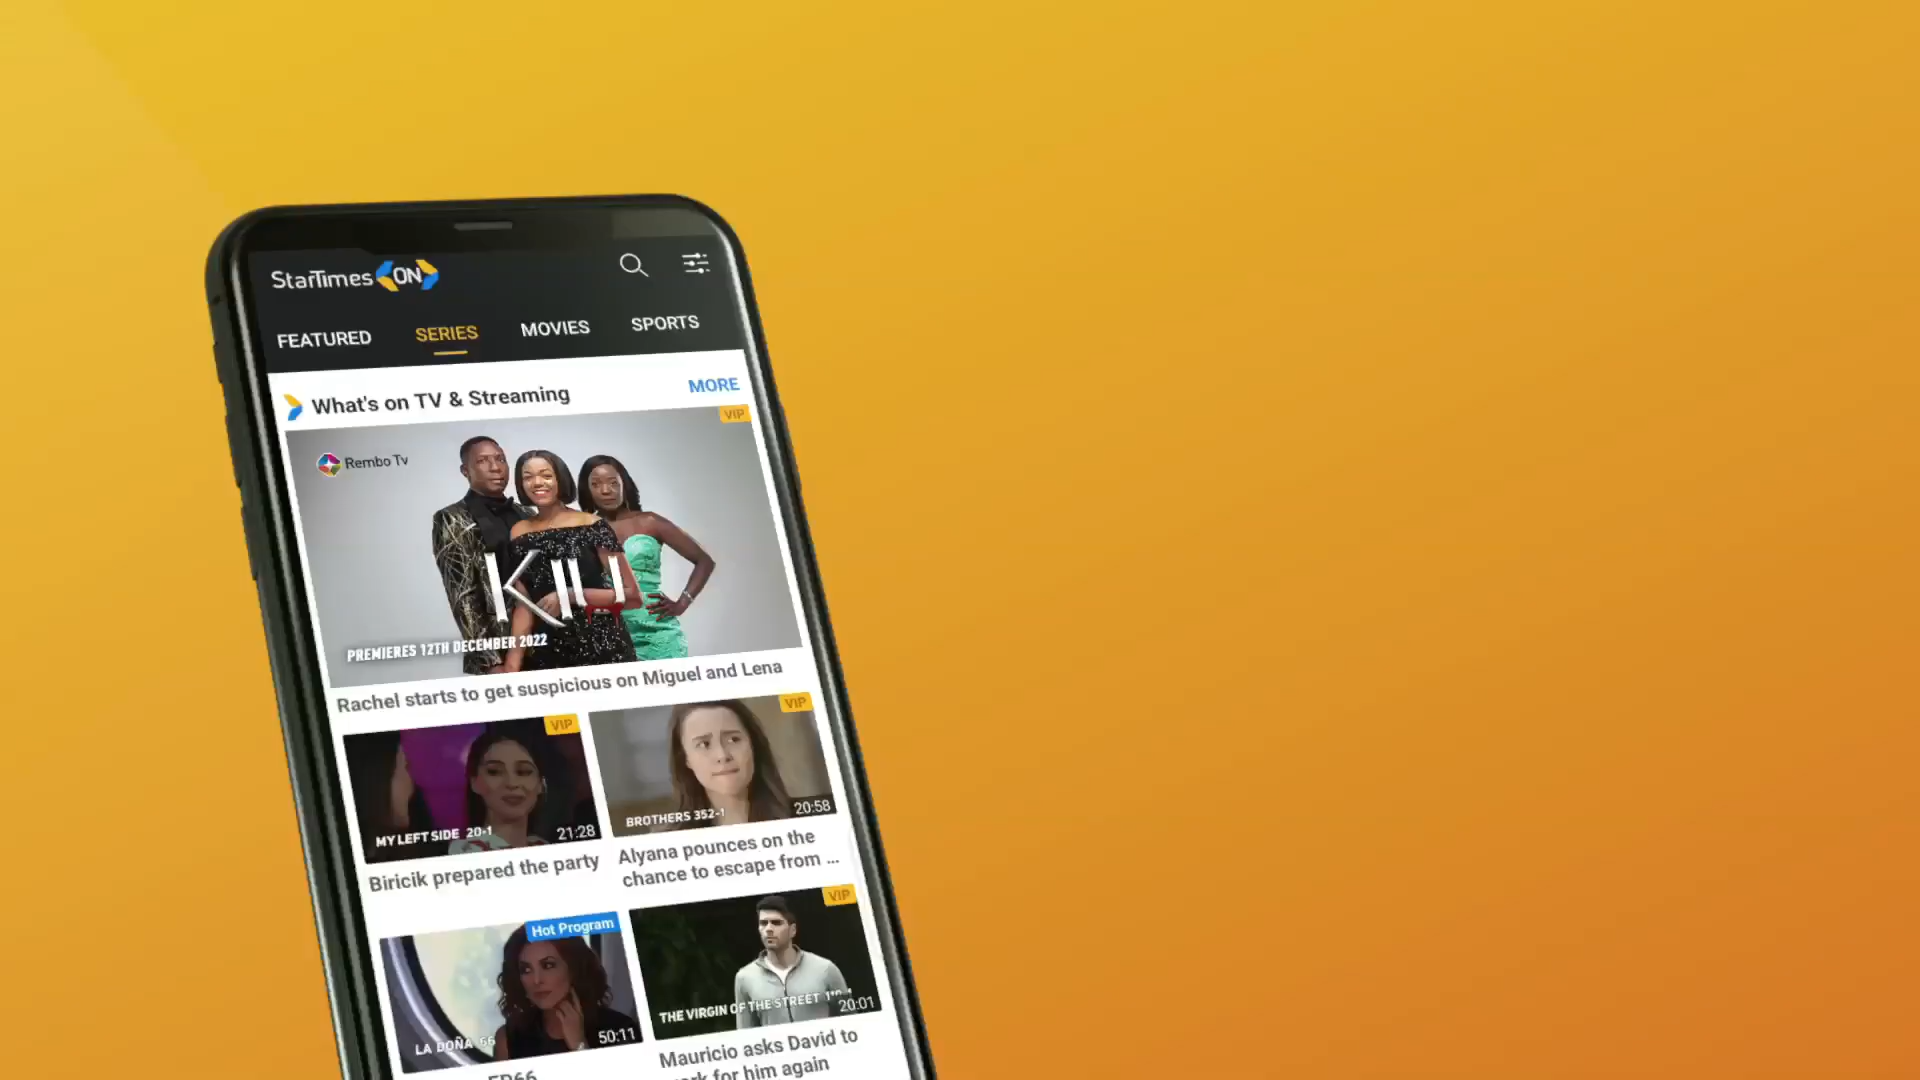 StarTimes ON
FEATURED
SERIES
MOVIES
SPORTS
What's on TV & Streaming
MORE
VIP
Rembo Tv
PREMIERES 12TH DECEMBER 2022
Rachel starts to get suspicious on Miguel and Lena
VIP
MY LEFT SIDE 20-1
21:28
Biricik prepared the party
VIP
BROTHERS 352-1
20:58
Alyana pounces on the
chance to escape from ...
Hot Program
LA DOÑA 66
50:11
EP66
VIP
THE VIRGIN OF THE STREET
20:01
Mauricio asks David to
for him again